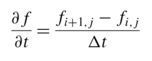 ∂f/∂t = (f_{i+1,j} − f_{i,j})/Δt